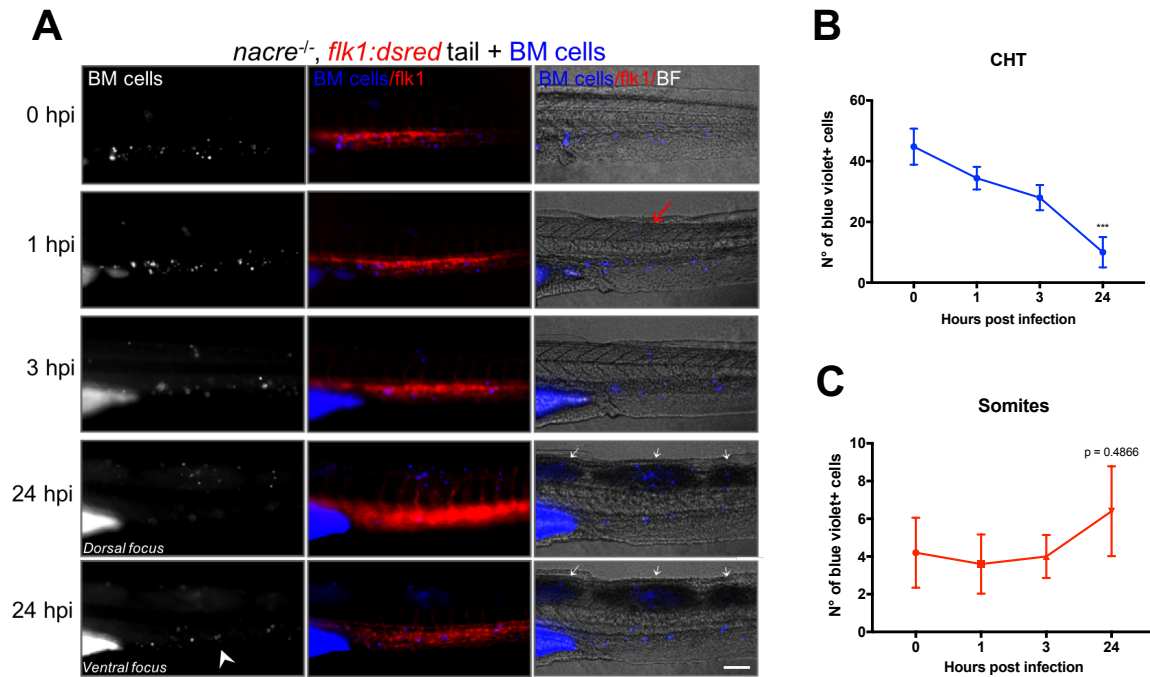 A
nacre-/-, flk1:dsred tail + BM cells
BM cells
BM cells/flk1
BM cells/flk1/BF
0 hpi
1 hpi
3 hpi
24 hpi
Dorsal focus
24 hpi
Ventral focus
B
CHT
N° of blue violet+ cells
60
40
20
0
***
0 1 3 24
Hours post infection
C
Somites
N° of blue violet+ cells
10
8
6
4
2
0
p = 0.4866
0 1 3 24
Hours post infection